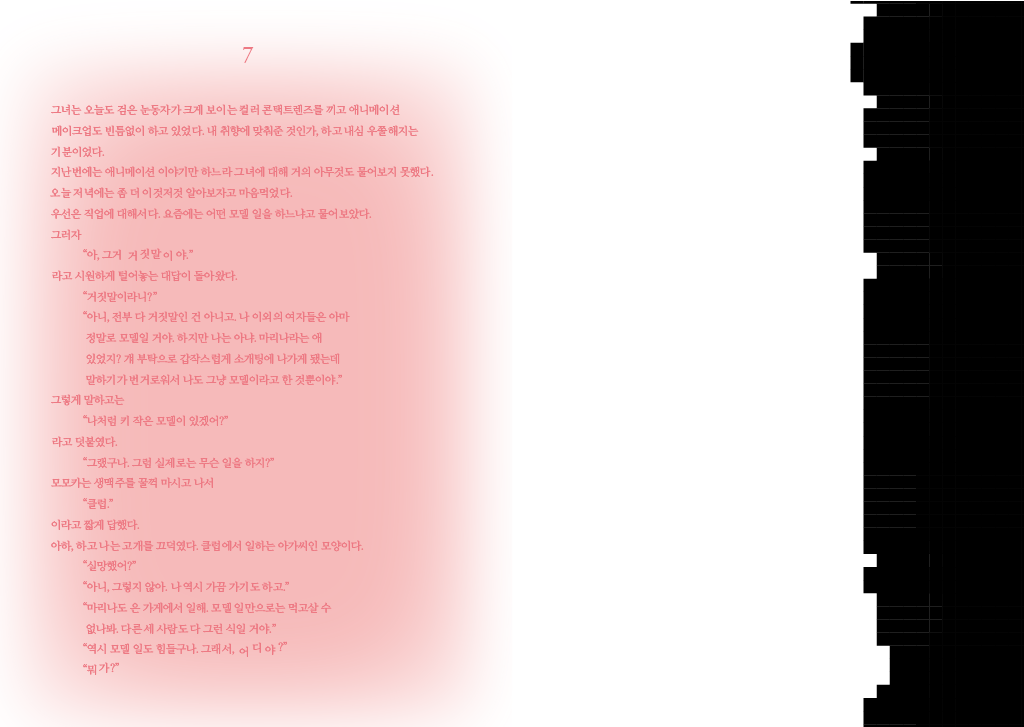 7
그녀는 오늘도 검은 눈동자가 크게 보이는 컬러 콘택트렌즈를 끼고 애니메이션
메이크업도 빈틈없이 하고 있었다. 내 취향에 맞춰준 것인가, 하고 내심 우쭐해지는
기분이었다.
지난번에는 애니메이션 이야기만 하느라 그녀에 대해 거의 아무것도 물어보지 못했다.
오늘 저녁에는 좀 더 이것저것 알아보자고 마음먹었다.
우선은 직업에 대해서다. 요즘에는 어떤 모델 일을 하느냐고 물어보았다.
그러자
“아, 그거 거짓말이야.”
라고 시원하게 털어놓는 대답이 돌아왔다.
“거짓말이라니?”
“아니, 전부 다 거짓말인 건 아니고. 나 이외의 여자들은 아마
정말로 모델일 거야. 하지만 나는 아냐. 마리나라는 애
있었지? 걔 부탁으로 갑작스럽게 소개팅에 나가게 됐는데
말하기가 번거로워서 나도 그냥 모델이라고 한 것뿐이야.”
그렇게 말하고는
“나처럼 키 작은 모델이 있겠어?”
라고 덧붙였다.
“그랬구나. 그럼 실제로는 무슨 일을 하지?”
모모카는 생맥주를 꿀꺽 마시고 나서
“클럽.”
이라고 짧게 답했다.
아하, 하고 나는 고개를 끄덕였다. 클럽에서 일하는 아가씨인 모양이다.
“실망했어?”
“아니, 그렇지 않아. 나 역시 가끔 가기도 하고.”
“마리나도 온 가게에서 일해. 모델 일만으로는 먹고살 수
없나봐. 다른 세 사람도 다 그런 식일 거야.”
“역시 모델 일도 힘들구나. 그래서, 어디야?”
“뭐가?”